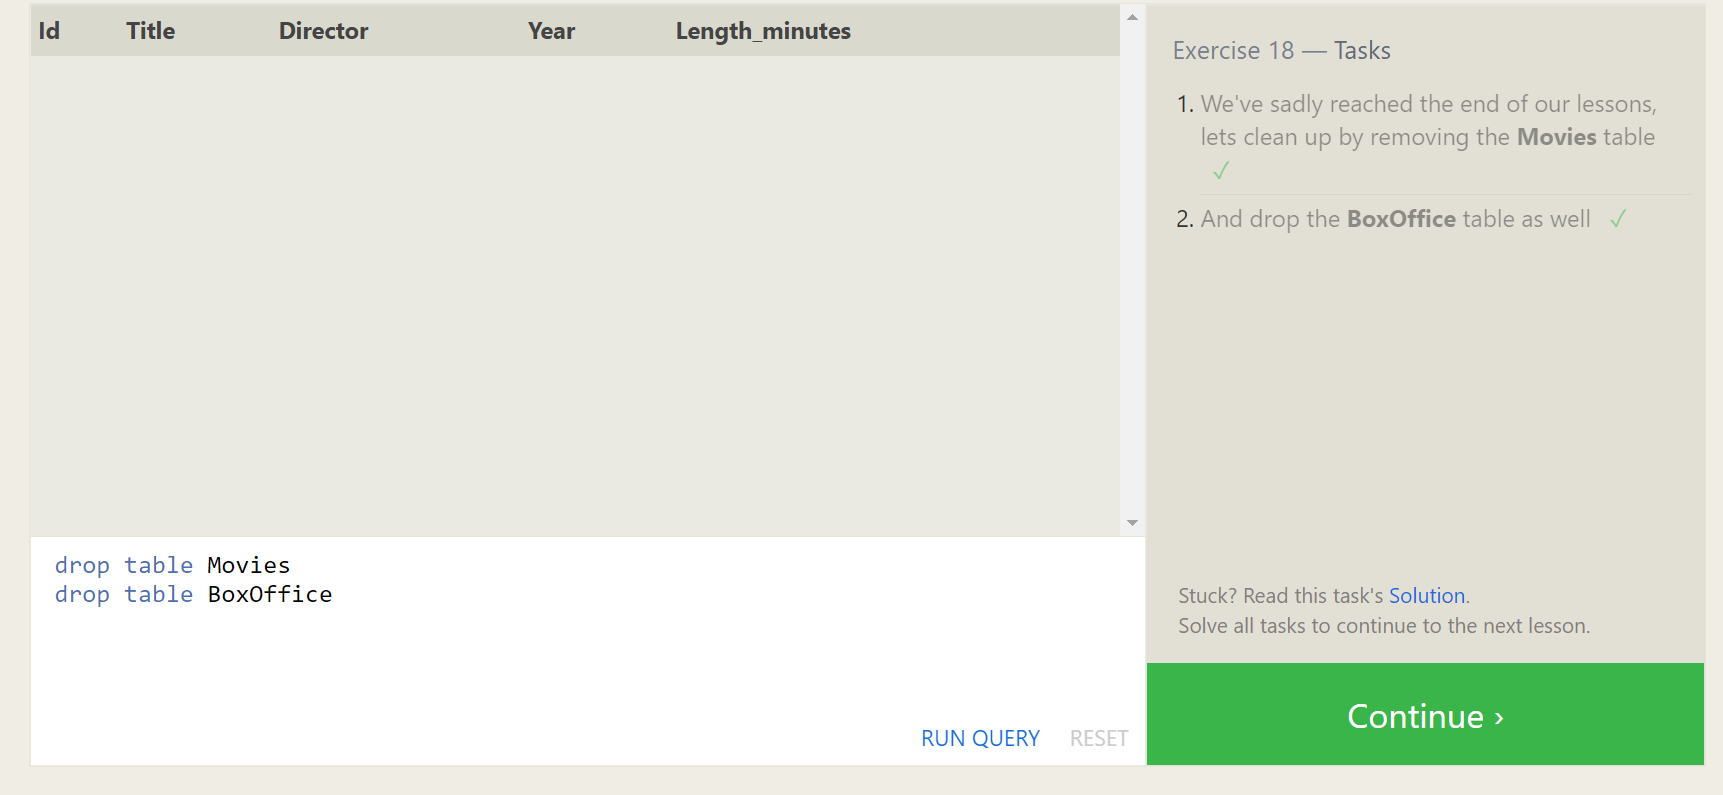 Id Title Director Year Length_minutes
drop table Movies
drop table BoxOffice
RUN QUERY RESET
Exercise 18 — Tasks
1. We've sadly reached the end of our lessons,
lets clean up by removing the Movies table
✓
2. And drop the BoxOffice table as well ✓
Stuck? Read this task's Solution.
Solve all tasks to continue to the next lesson.
Continue ›